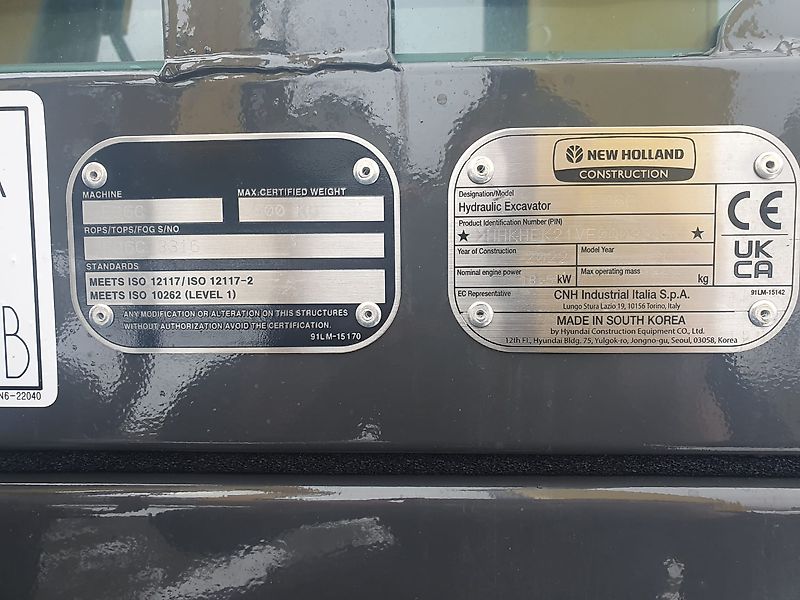 MACHINE
MAX.CERTIFIED WEIGHT
ROPS/TOPS/FOG S/NO
STANDARDS
MEETS ISO 12117/ISO 12117-2
MEETS ISO 10262 (LEVEL 1)
ANY MODIFICATION OR ALTERATION ON THIS STRUCTURES
WITHOUT AUTHORIZATION AVOID THE CERTIFICATION.
91LM-15170
NEW HOLLAND
CONSTRUCTION
Designation/Model
Hydraulic Excavator
Product Identification Number (PIN)
Year of Construction
Model Year
Nominal engine power
kW
Max operating mass
kg
EC Representative
CNH Industrial Italia S.p.A.
Lungo Stura Lazio 19, 10156 Torino, Italy
MADE IN SOUTH KOREA
by Hyundai Construction Equipment CO., Ltd.
12th Fl., Hyundai Bldg. 75, Yulgok-ro, Jongno-gu, Seoul, 03058, Korea
CE
UK
CA
91LM-15142
B
N6-22040